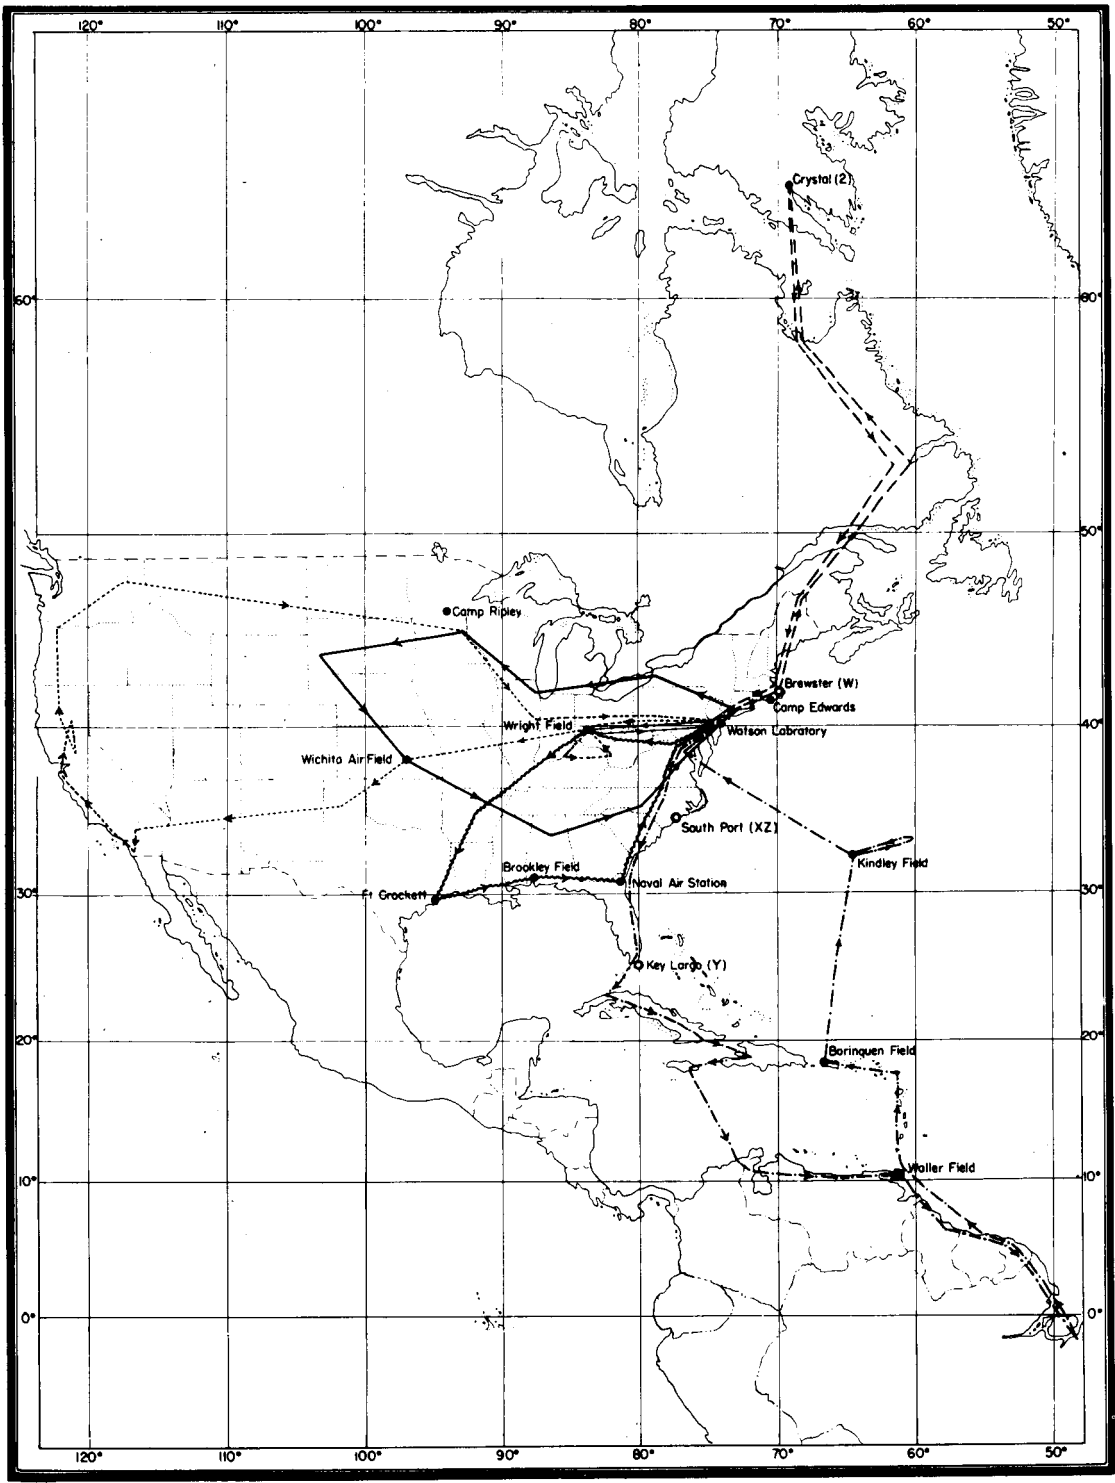 120° 110° 100° 90° 80° 70° 60° 50°
Crystal (2)
60° 60°
50° 50°
Camp Ripley
Brewster (W)
Camp Edwards
Wright Field
40°
Watson Labratory
Wichita Air Field
South Port (XZ)
Kindley Field
Brookley Field
Naval Air Station
30° 30°
Ft Crockett
Key Largo (Y)
20° 20°
Borinquen Field
Waller Field
10° 10°
0° 0°
120° 110° 100° 90° 80° 70° 60° 50°